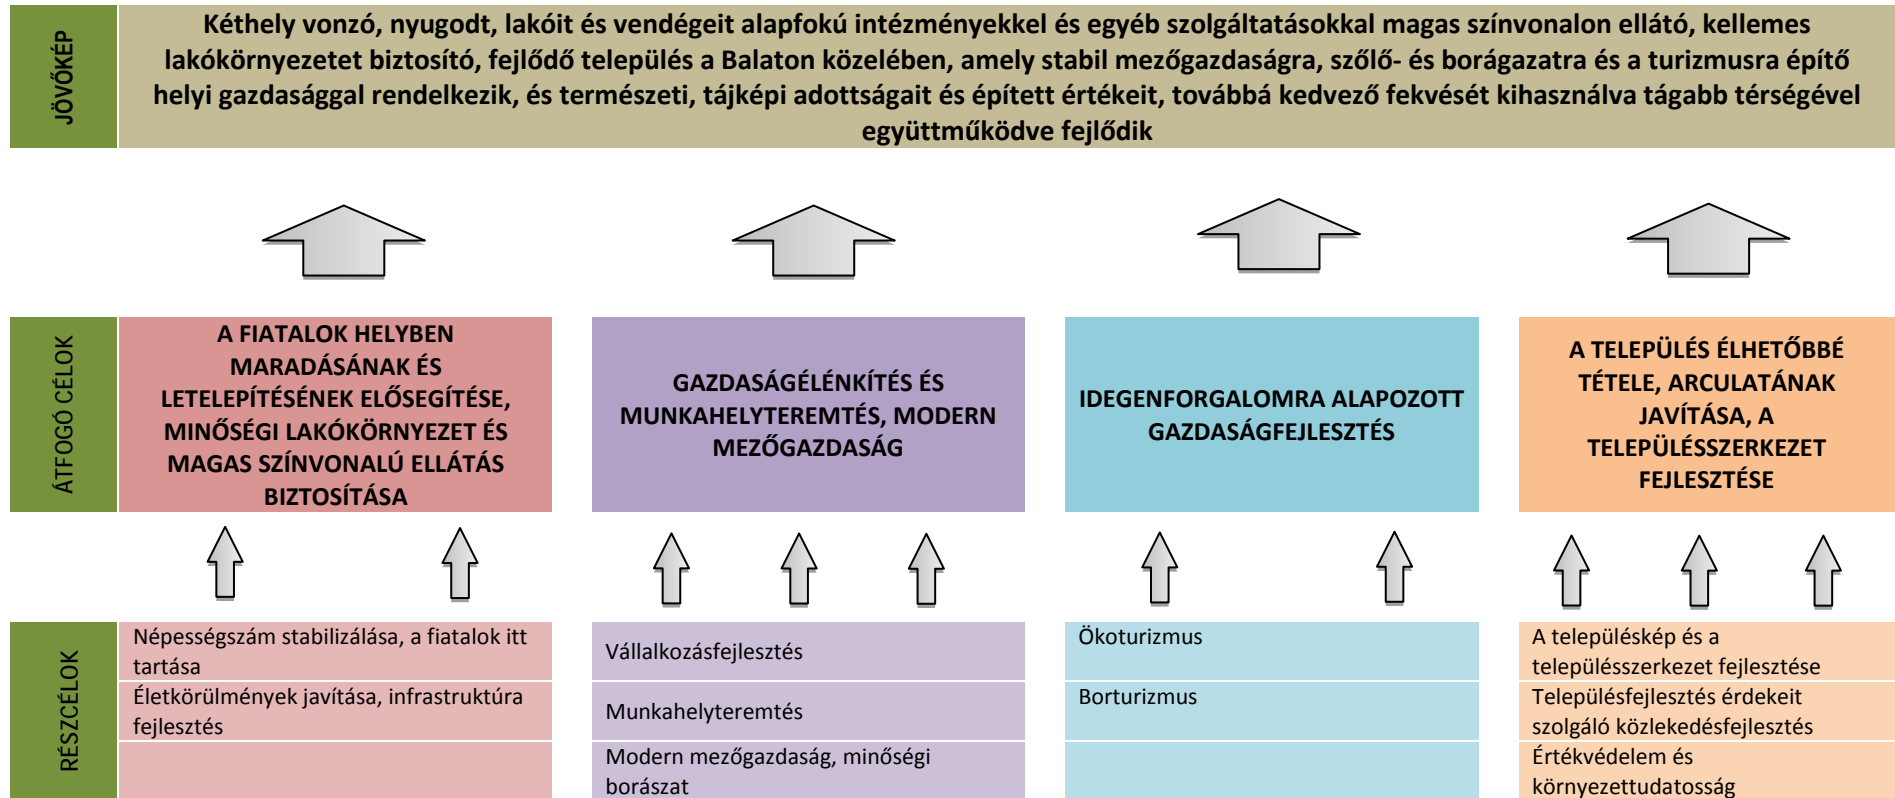 JÖVŐKÉP
Kéthely vonzó, nyugodt, lakóit és vendégeit alapfokú intézményekkel és egyéb szolgáltatásokkal magas színvonalon ellátó, kellemes
lakókörnyezetet biztosító, fejlődő település a Balaton közelében, amely stabil mezőgazdaságra, szőlő- és borágazatra és a turizmusra építő
helyi gazdasággal rendelkezik, és természeti, tájképi adottságait és épített értékeit, továbbá kedvező fekvését kihasználva tágabb térségével
együttműködve fejlődik
ÁTFOGÓ CÉLOK
A FIATALOK HELYBEN
MARADÁSÁNAK ÉS
LETELEPÍTÉSÉNEK ELŐSEGÍTÉSE,
MINŐSÉGI LAKÓKÖRNYEZET ÉS
MAGAS SZÍNVONALÚ ELLÁTÁS
BIZTOSÍTÁSA
GAZDASÁGÉLÉNKÍTÉS ÉS
MUNKAHELYTEREMTÉS, MODERN
MEZŐGAZDASÁG
IDEGENFORGALOMRA ALAPOZOTT
GAZDASÁGFEJLESZTÉS
A TELEPÜLÉS ÉLHETŐBBÉ
TÉTELE, ARCULATÁNAK
JAVÍTÁSA, A
TELEPÜLÉSSZERKEZET
FEJLESZTÉSE
RÉSZCÉLOK
Népességszám stabilizálása, a fiatalok itt
tartása
Életkörülmények javítása, infrastruktúra
fejlesztés
Vállalkozásfejlesztés
Munkahelyteremtés
Modern mezőgazdaság, minőségi
borászat
Ökoturizmus
Borturizmus
A településkép és a
településszerkezet fejlesztése
Településfejlesztés érdekeit
szolgáló közlekedésfejlesztés
Értékvédelem és
környezettudatosság